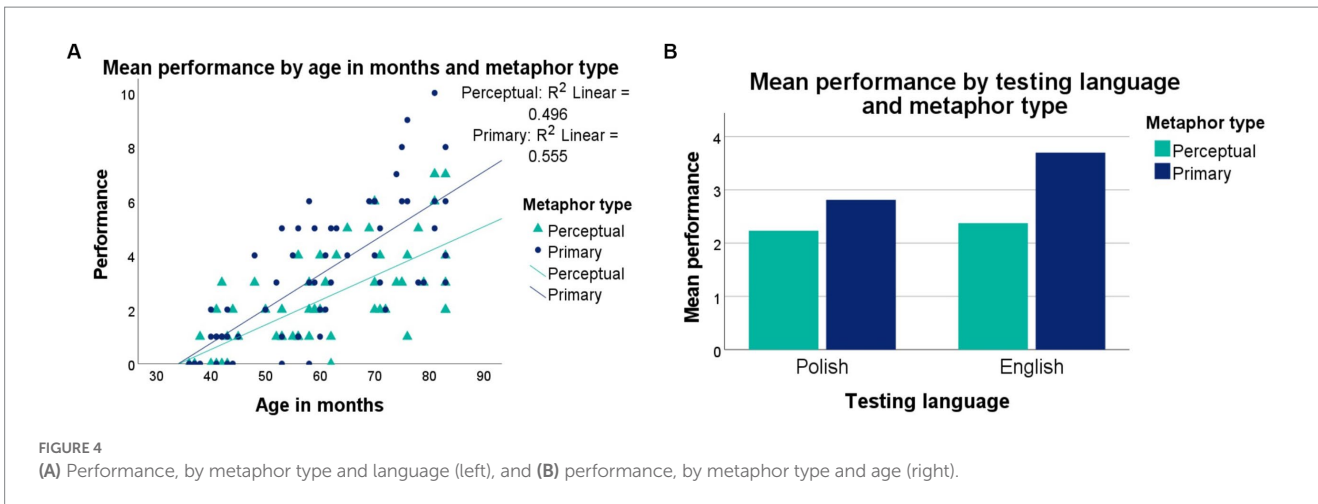 A
Mean performance by age in months and metaphor type
Perceptual: R² Linear =
0.496
Primary: R² Linear =
0.555
Performance
10
8
6
4
2
0
30 40 50 60 70 80 90
Age in months
Metaphor type
Perceptual
Primary
Perceptual
Primary
B
Mean performance by testing language
and metaphor type
Mean performance
4
3
2
1
0
Polish English
Testing language
Metaphor type
Perceptual
Primary
FIGURE 4
(A) Performance, by metaphor type and language (left), and (B) performance, by metaphor type and age (right).